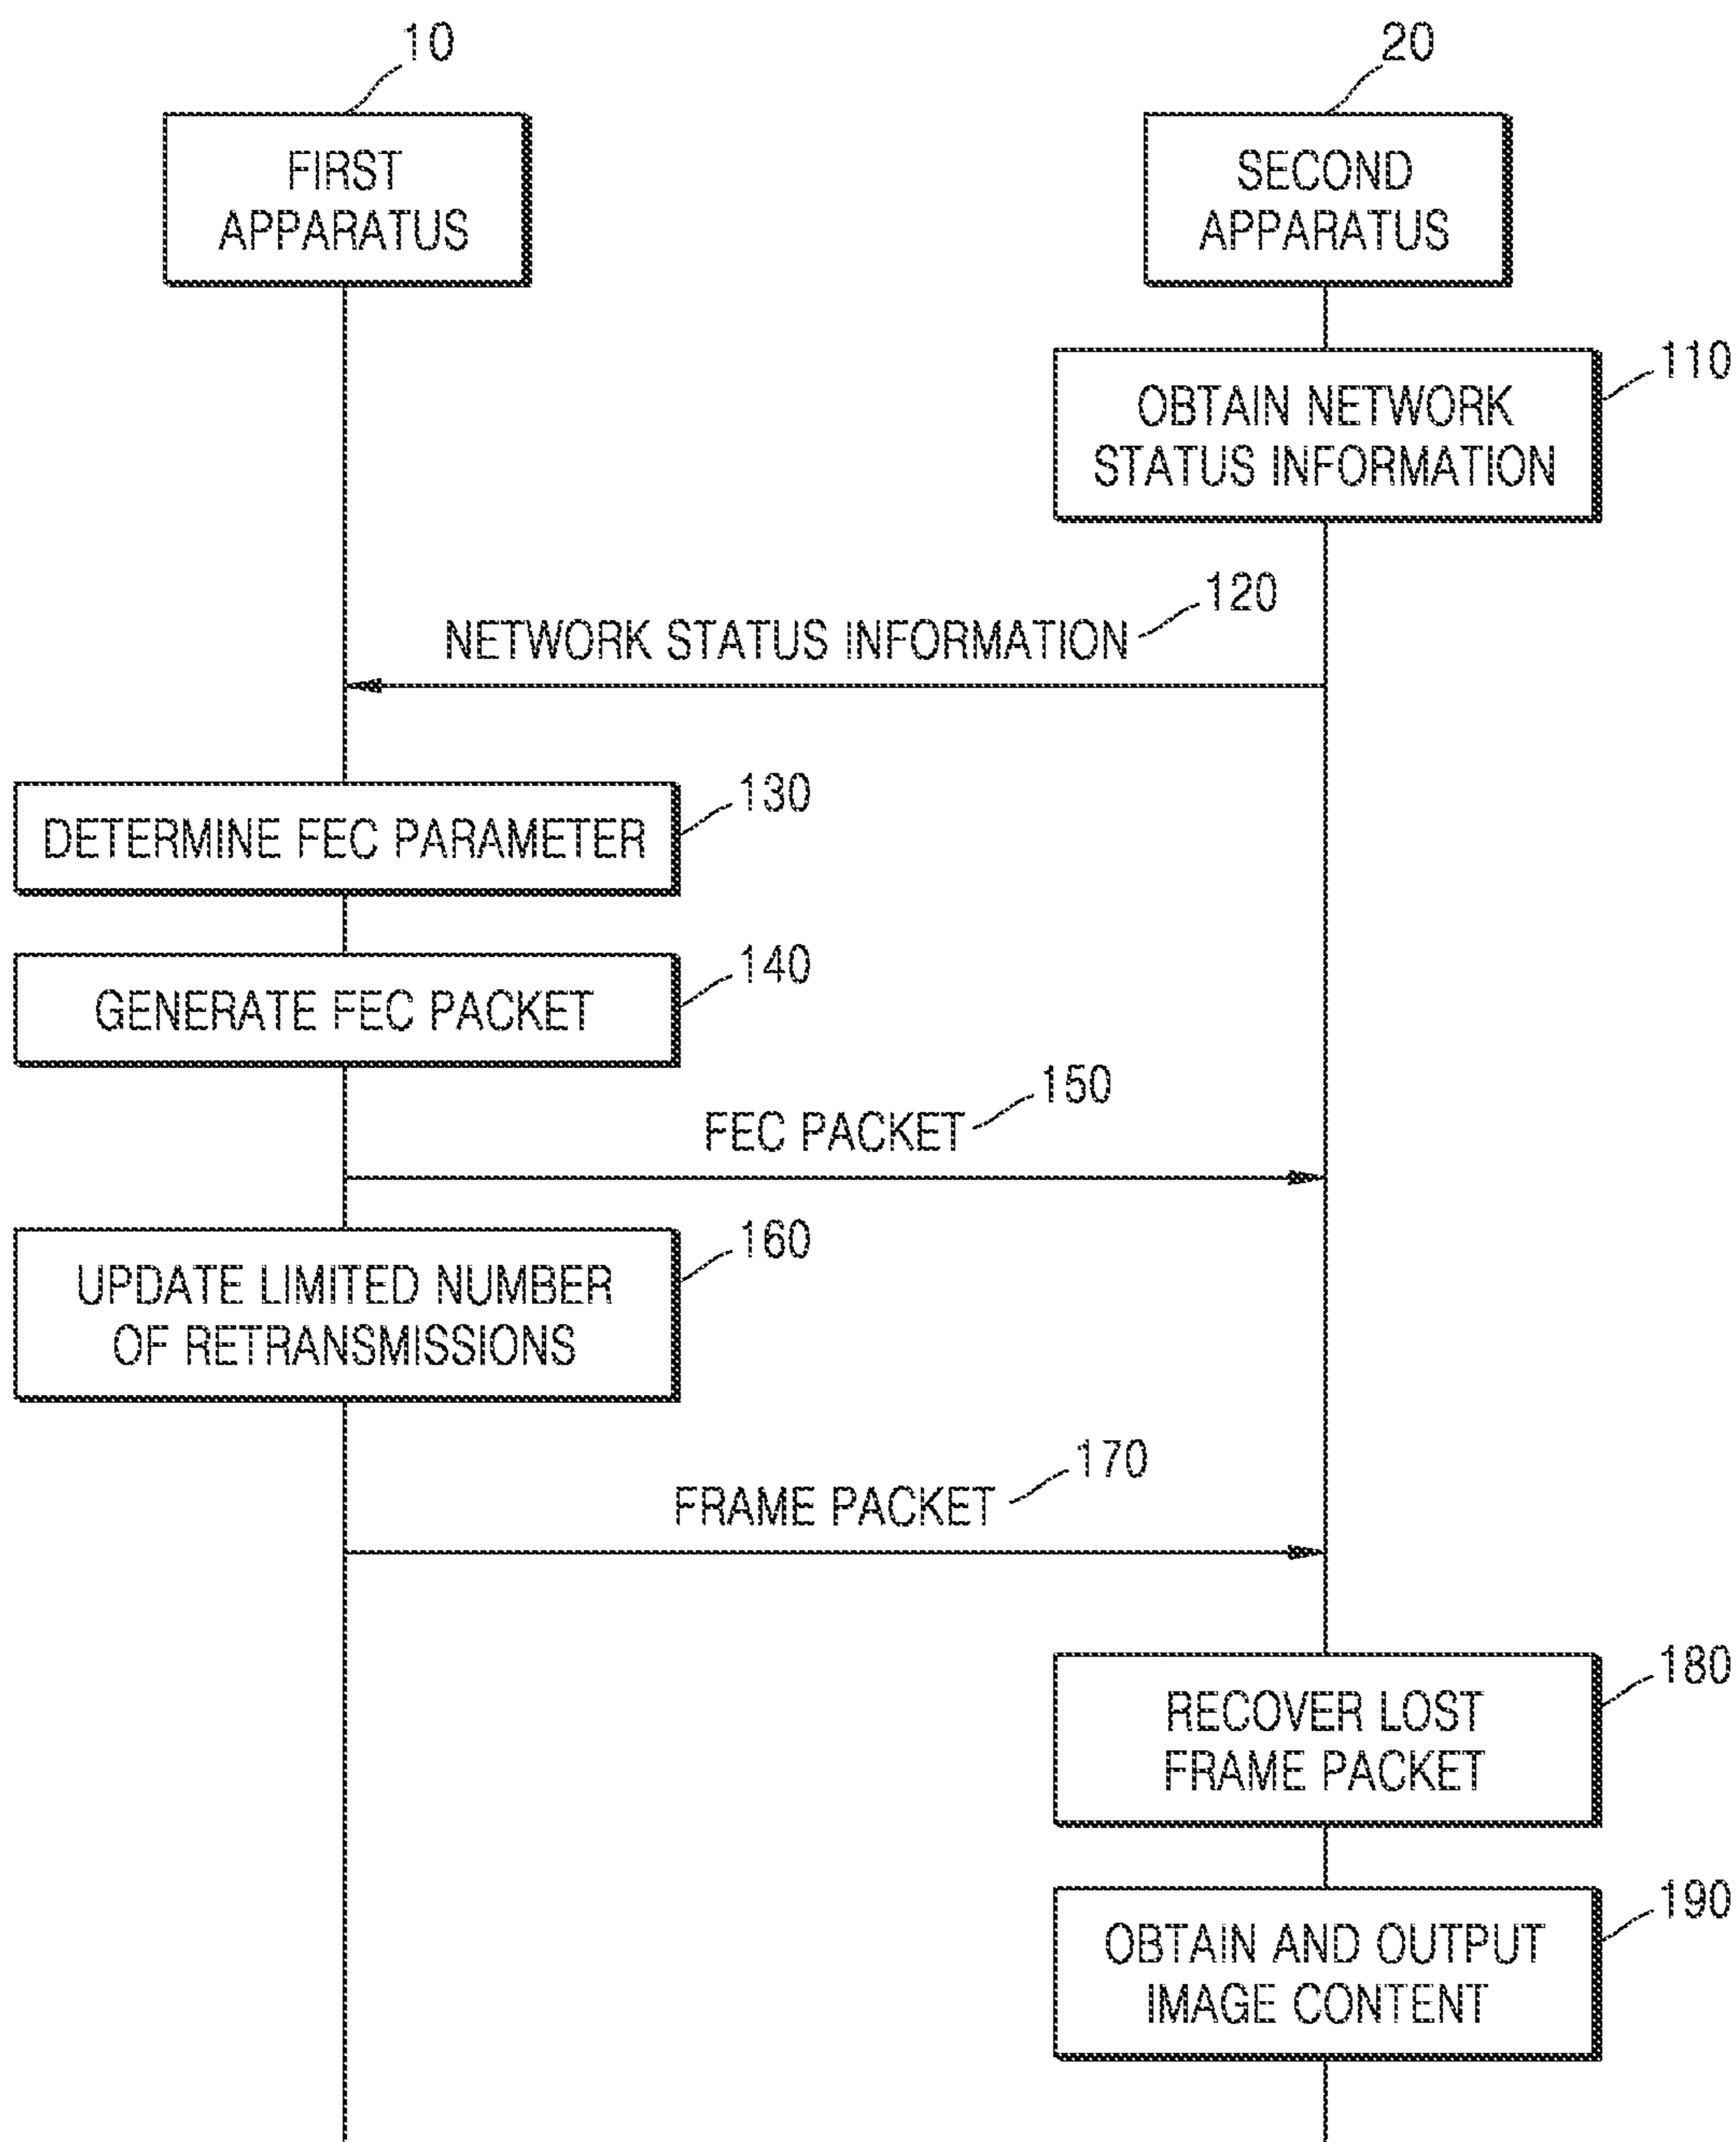 10
20
FIRST
APPARATUS
SECOND
APPARATUS
110
OBTAIN NETWORK
STATUS INFORMATION
120
NETWORK STATUS INFORMATION
130
DETERMINE FEC PARAMETER
140
GENERATE FEC PACKET
150
FEC PACKET
160
UPDATE LIMITED NUMBER
OF RETRANSMISSIONS
170
FRAME PACKET
180
RECOVER LOST
FRAME PACKET
190
OBTAIN AND OUTPUT
IMAGE CONTENT